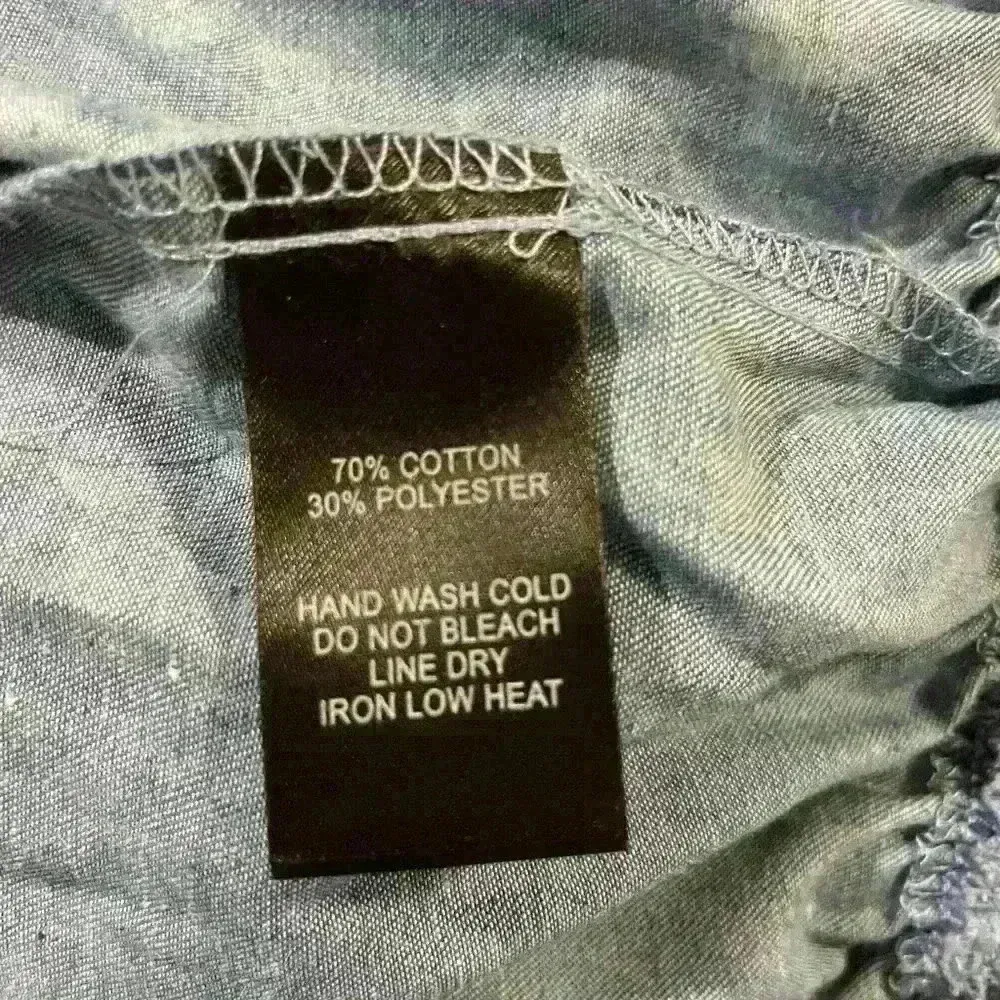 70% COTTON
30% POLYESTER
HAND WASH COLD
DO NOT BLEACH
LINE DRY
IRON LOW HEAT